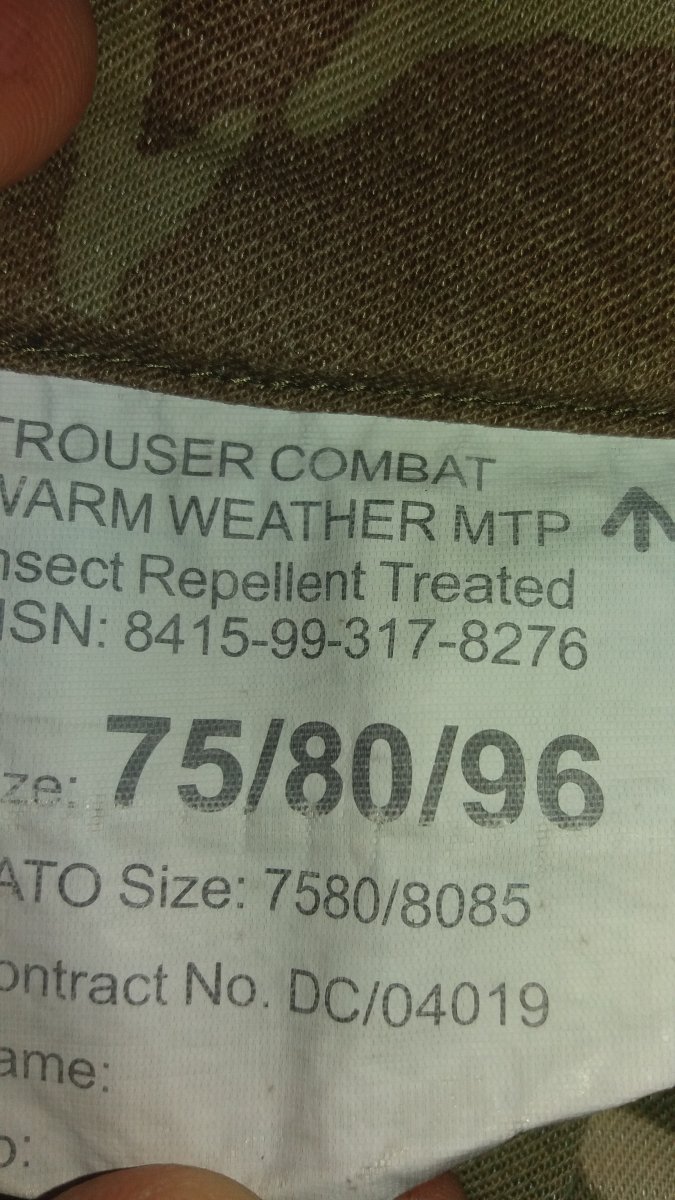 TROUSER COMBAT
WARM WEATHER MTP
nsect Repellent Treated
NSN: 8415-99-317-8276
ze: 75/80/96
ATO Size: 7580/8085
ontract No. DC/04019
ame:
o: